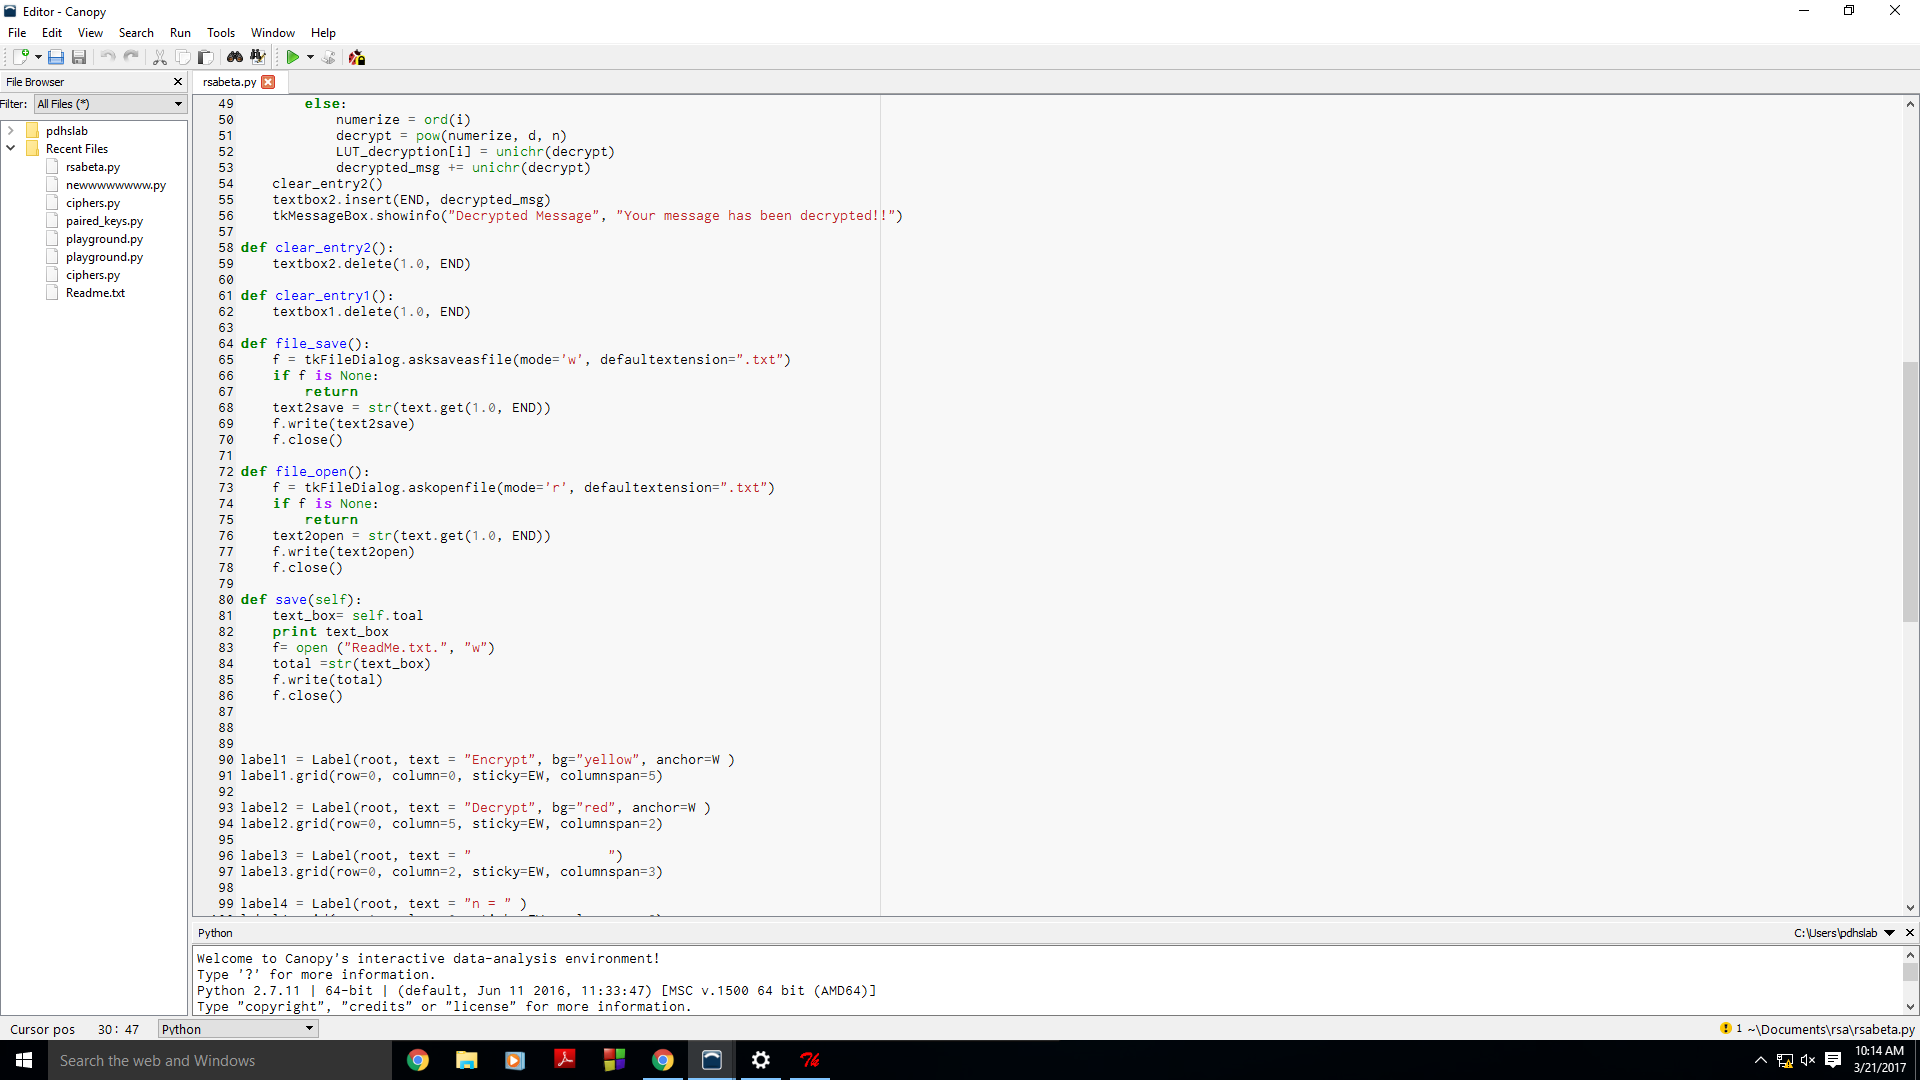 Editor - Canopy
File Edit View Search Run Tools Window Help
File Browser
rsabeta.py
Filter: All Files (*)
pdhslab
Recent Files
rsabeta.py
newwwwwwww.py
ciphers.py
paired_keys.py
playground.py
playground.py
ciphers.py
Readme.txt
49         else:
50             numerize = ord(i)
51             decrypt = pow(numerize, d, n)
52             LUT_decryption[i] = unichr(decrypt)
53             decrypted_msg += unichr(decrypt)
54     clear_entry2()
55     textbox2.insert(END, decrypted_msg)
56     tkMessageBox.showinfo("Decrypted Message", "Your message has been decrypted!!")
57
58 def clear_entry2():
59     textbox2.delete(1.0, END)
60
61 def clear_entry1():
62     textbox1.delete(1.0, END)
63
64 def file_save():
65     f = tkFileDialog.asksaveasfile(mode='w', defaultextension=".txt")
66     if f is None:
67         return
68     text2save = str(text.get(1.0, END))
69     f.write(text2save)
70     f.close()
71
72 def file_open():
73     f = tkFileDialog.askopenfile(mode='r', defaultextension=".txt")
74     if f is None:
75         return
76     text2open = str(text.get(1.0, END))
77     f.write(text2open)
78     f.close()
79
80 def save(self):
81     text_box= self.toal
82     print text_box
83     f= open ("ReadMe.txt.", "w")
84     total =str(text_box)
85     f.write(total)
86     f.close()
87
88
89
90 label1 = Label(root, text = "Encrypt", bg="yellow", anchor=W )
91 label1.grid(row=0, column=0, sticky=EW, columnspan=5)
92
93 label2 = Label(root, text = "Decrypt", bg="red", anchor=W )
94 label2.grid(row=0, column=5, sticky=EW, columnspan=2)
95
96 label3 = Label(root, text = "                 ")
97 label3.grid(row=0, column=2, sticky=EW, columnspan=3)
98
99 label4 = Label(root, text = "n = " )
Python
C:\Users\pdhslab
Welcome to Canopy's interactive data-analysis environment!
Type '?' for more information.
Python 2.7.11 | 64-bit | (default, Jun 11 2016, 11:33:47) [MSC v.1500 64 bit (AMD64)]
Type "copyright", "credits" or "license" for more information.
Cursor pos 30: 47 Python
1 ~\Documents\rsa\rsabeta.py
Search the web and Windows
10:14 AM
3/21/2017